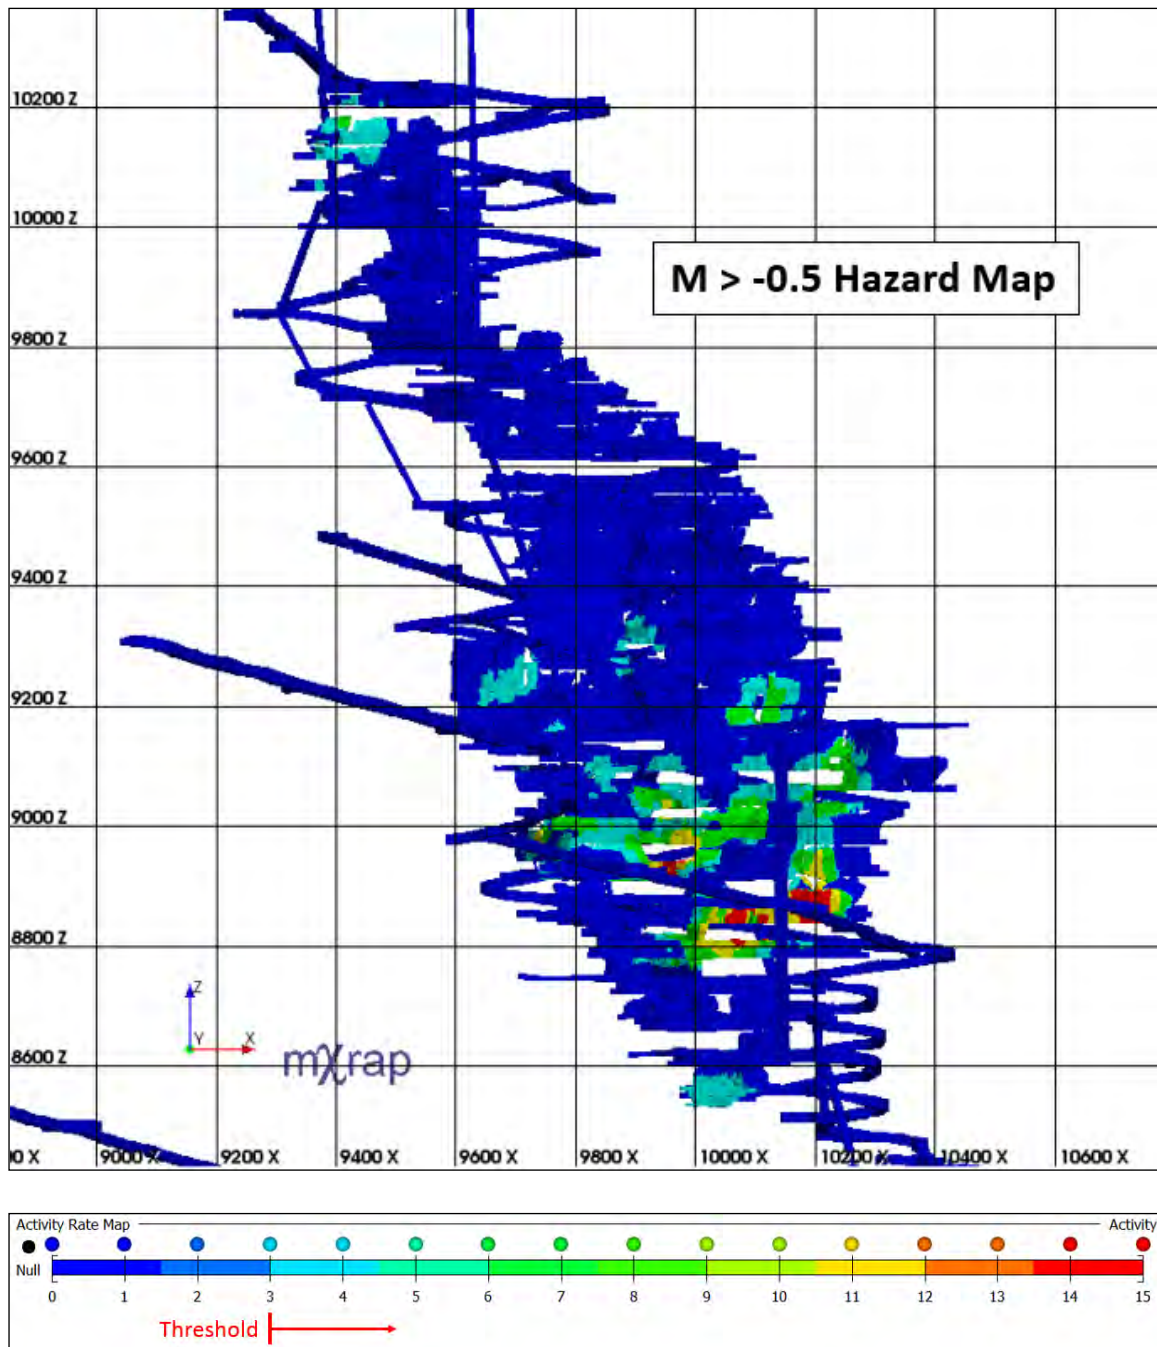 10200 Z
10000 Z
M > -0.5 Hazard Map
9800 Z
9600 Z
9400 Z
9200 Z
9000 Z
8800 Z
Z
Y X
mχrap
8600 Z
00 X 9000 X 9200 X 9400 X 9600 X 9800 X 10000 X 10200 X 10400 X 10600 X
Activity Rate Map Activity
Null
0 1 2 3 4 5 6 7 8 9 10 11 12 13 14 15
Threshold